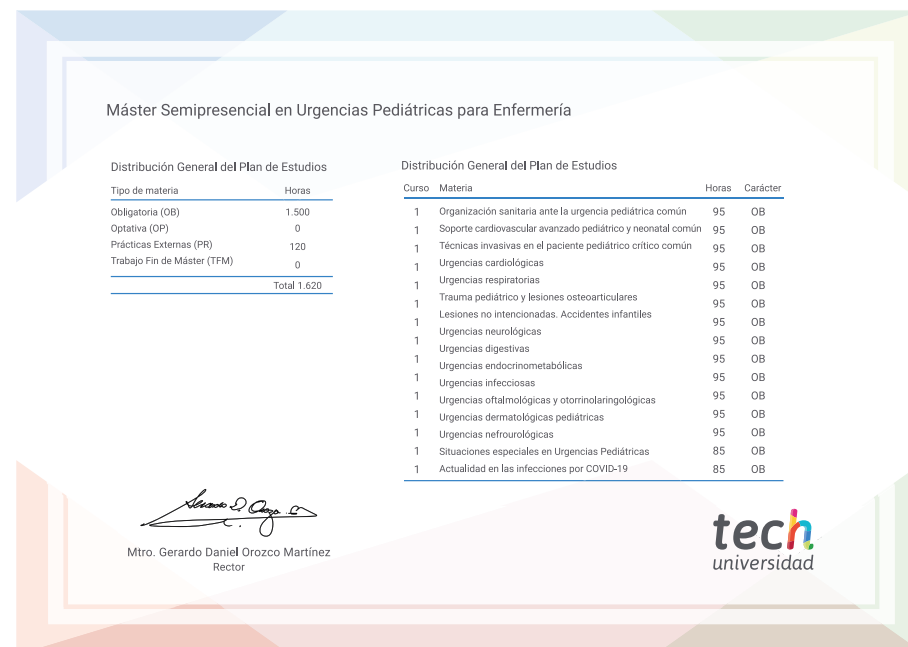 Máster Semipresencial en Urgencias Pediátricas para Enfermería
Distribución General del Plan de Estudios
Tipo de materia Horas
Obligatoria (OB) 1.500
Optativa (OP) 0
Prácticas Externas (PR) 120
Trabajo Fin de Máster (TFM) 0
Total 1.620
Distribución General del Plan de Estudios
Curso Materia Horas Carácter
1 Organización sanitaria ante la urgencia pediátrica común 95 OB
1 Soporte cardiovascular avanzado pediátrico y neonatal común 95 OB
1 Técnicas invasivas en el paciente pediátrico crítico común 95 OB
1 Urgencias cardiológicas 95 OB
1 Urgencias respiratorias 95 OB
1 Trauma pediátrico y lesiones osteoarticulares 95 OB
1 Lesiones no intencionadas. Accidentes infantiles 95 OB
1 Urgencias neurológicas 95 OB
1 Urgencias digestivas 95 OB
1 Urgencias endocrinometabólicas 95 OB
1 Urgencias infecciosas 95 OB
1 Urgencias oftalmológicas y otorrinolaringológicas 95 OB
1 Urgencias dermatológicas pediátricas 95 OB
1 Urgencias nefrourológicas 95 OB
1 Situaciones especiales en Urgencias Pediátricas 85 OB
1 Actualidad en las infecciones por COVID-19 85 OB
Mtro. Gerardo Daniel Orozco Martínez
Rector
tech
universidad